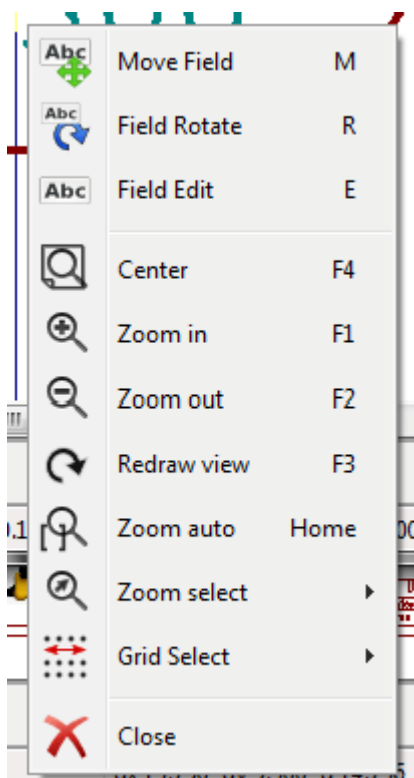 Abc Move Field M
Abc Field Rotate R
Abc Field Edit E
Center F4
Zoom in F1
Zoom out F2
Redraw view F3
Zoom auto Home
Zoom select
Grid Select
Close